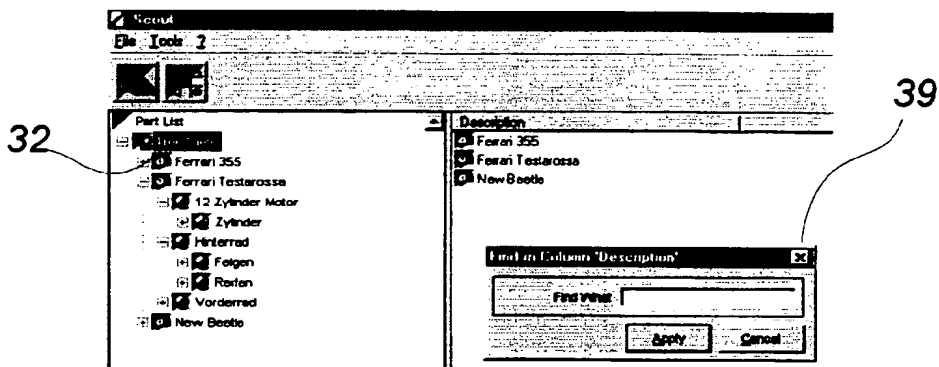 Scout
File Tools ?
39
32
Part List
Ferrari 355
Ferrari Testarossa
12 Zylinder Motor
Zylinder
Hinterrad
Felgen
Reifen
Vorderrad
New Beetle
Description
Ferrari 355
Ferrari Testarossa
New Beetle
Find in Column 'Description'
Find What
Apply Cancel